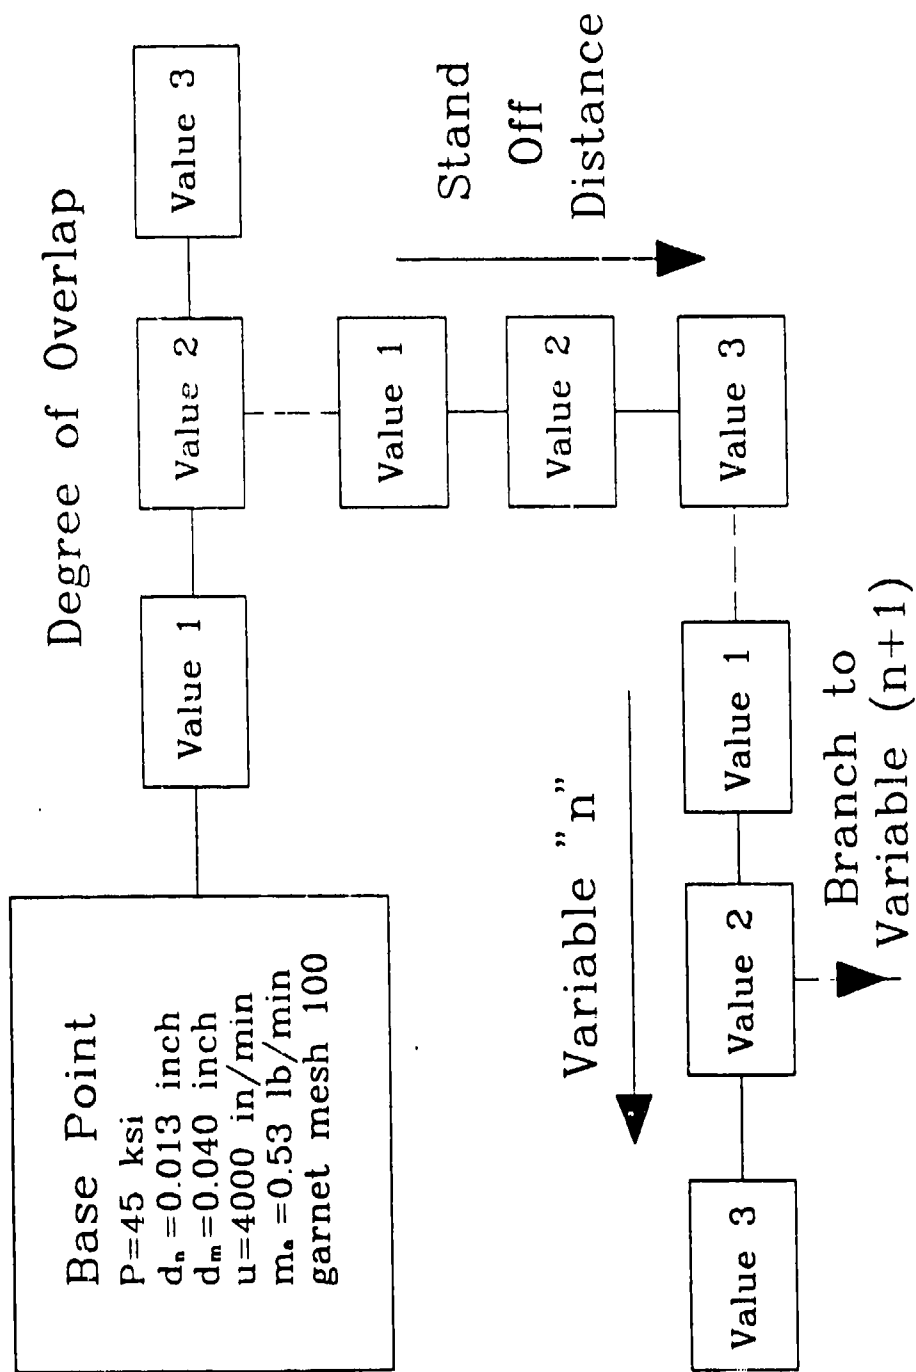 Base Point
P=45 ksi
dₙ=0.013 inch
dₘ=0.040 inch
u=4000 in/min
mₐ=0.53 lb/min
garnet mesh 100
Degree of Overlap
Value 1
Value 2
Value 3
Value 1
Value 2
Value 3
Stand
Off
Distance
Variable "n"
Value 3
Value 2
Value 1
Branch to
Variable (n+1)